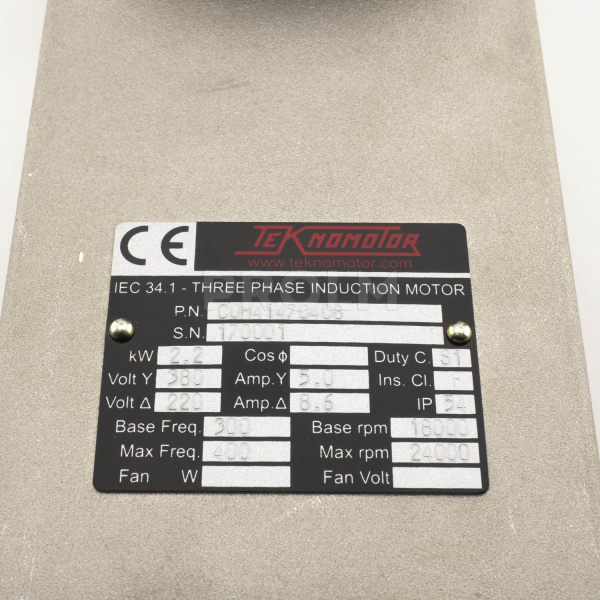 CE TEKNOMOTOR
www.teknomotor.com
IEC 34.1 - THREE PHASE INDUCTION MOTOR
P.N.
S.N. 170001
kW 2.2 Cosϕ Duty C. S1
Volt Y 380 Amp.Y 5.0 Ins. Cl. F
Volt Δ 220 Amp.Δ 8.6 IP 54
Base Freq. 300 Base rpm 18000
Max Freq. 400 Max rpm 24000
Fan W Fan Volt